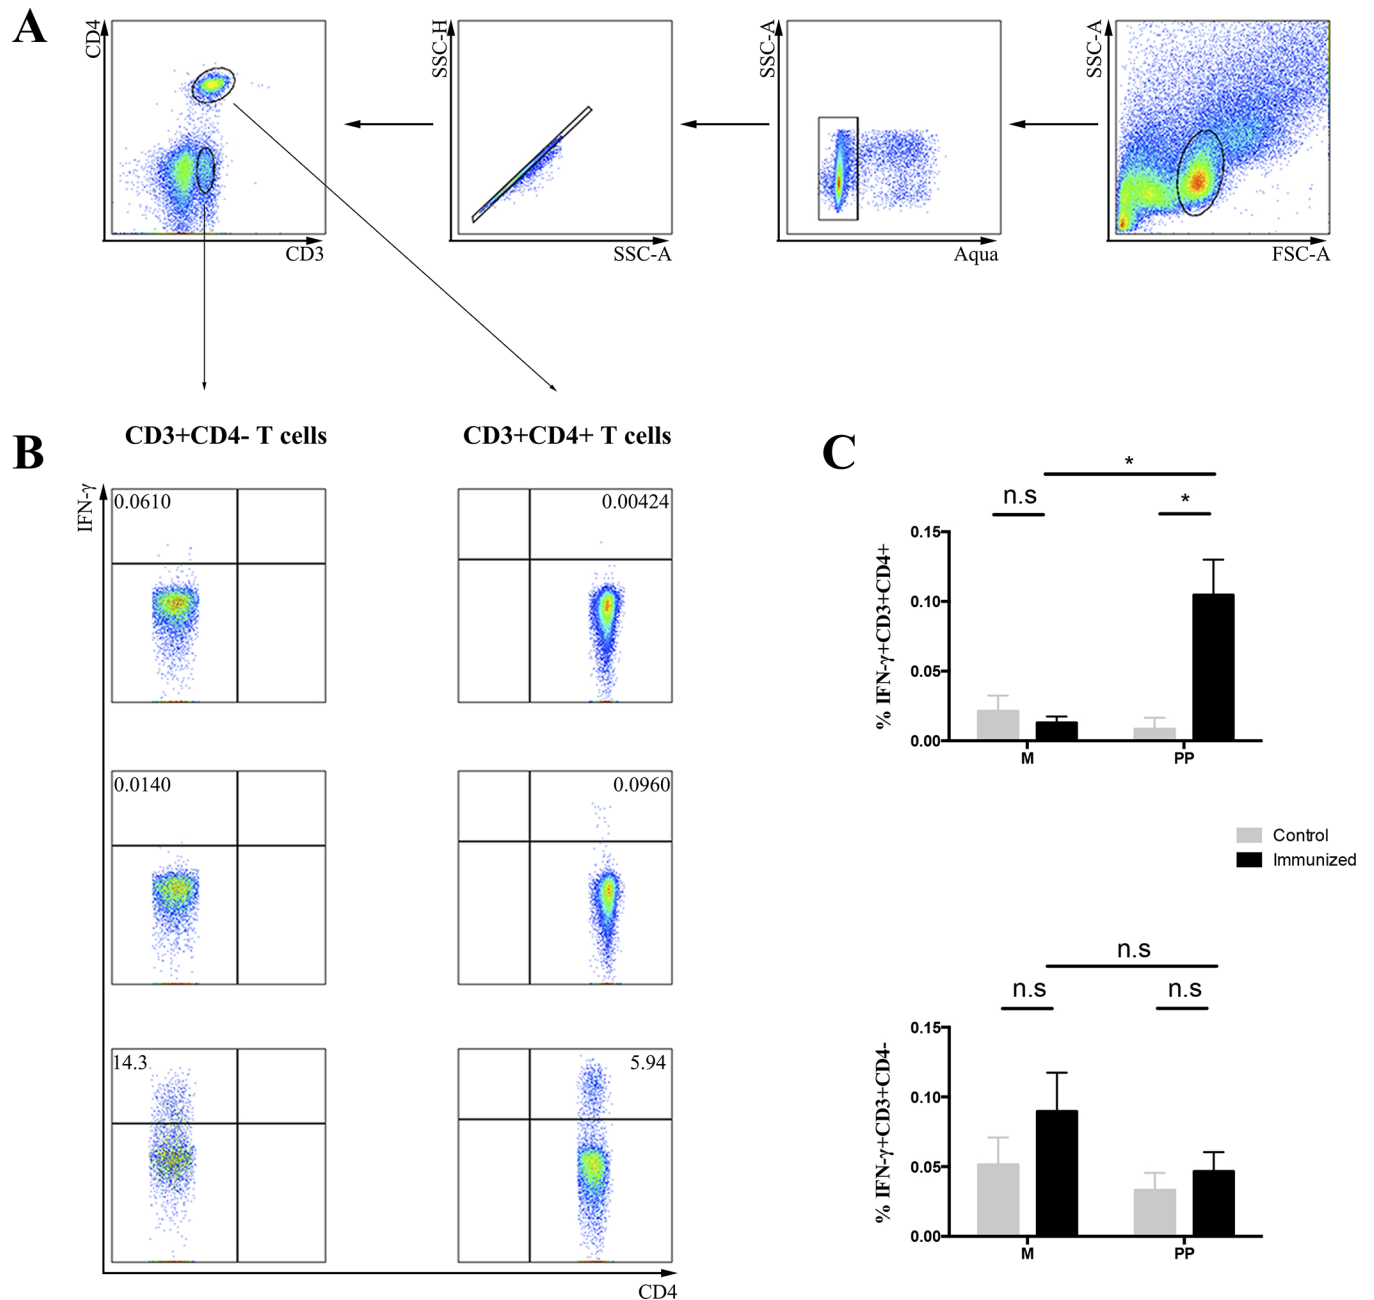 A
CD4
CD3
SSC-H
SSC-A
SSC-A
Aqua
SSC-A
FSC-A
B
CD3+CD4- T cells
CD3+CD4+ T cells
IFN-γ
0.0610
0.00424
0.0140
0.0960
14.3
5.94
CD4
C
*
n.s
*
% IFN-γ+CD3+CD4+
0.15
0.10
0.05
0.00
M
PP
Control
Immunized
n.s
n.s
n.s
% IFN-γ+CD3+CD4-
0.15
0.10
0.05
0.00
M
PP